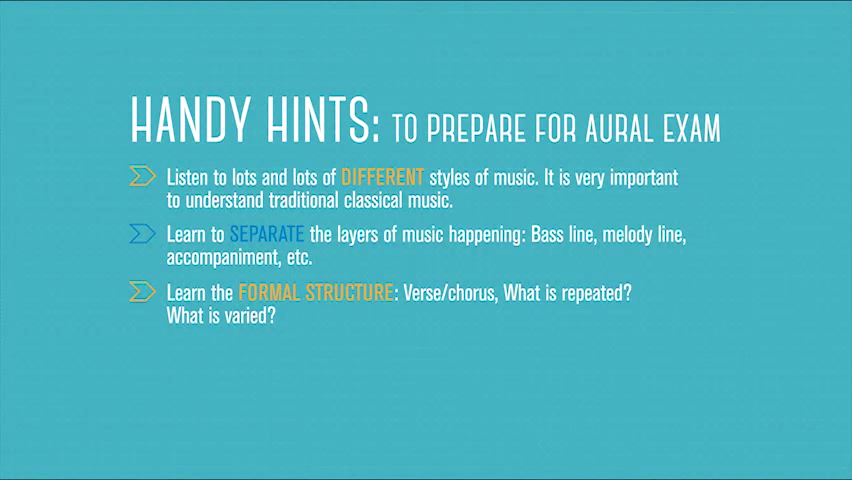 HANDY HINTS: TO PREPARE FOR AURAL EXAM
Listen to lots and lots of DIFFERENT styles of music. It is very important
to understand traditional classical music.
Learn to SEPARATE the layers of music happening: Bass line, melody line,
accompaniment, etc.
Learn the FORMAL STRUCTURE: Verse/chorus, What is repeated?
What is varied?